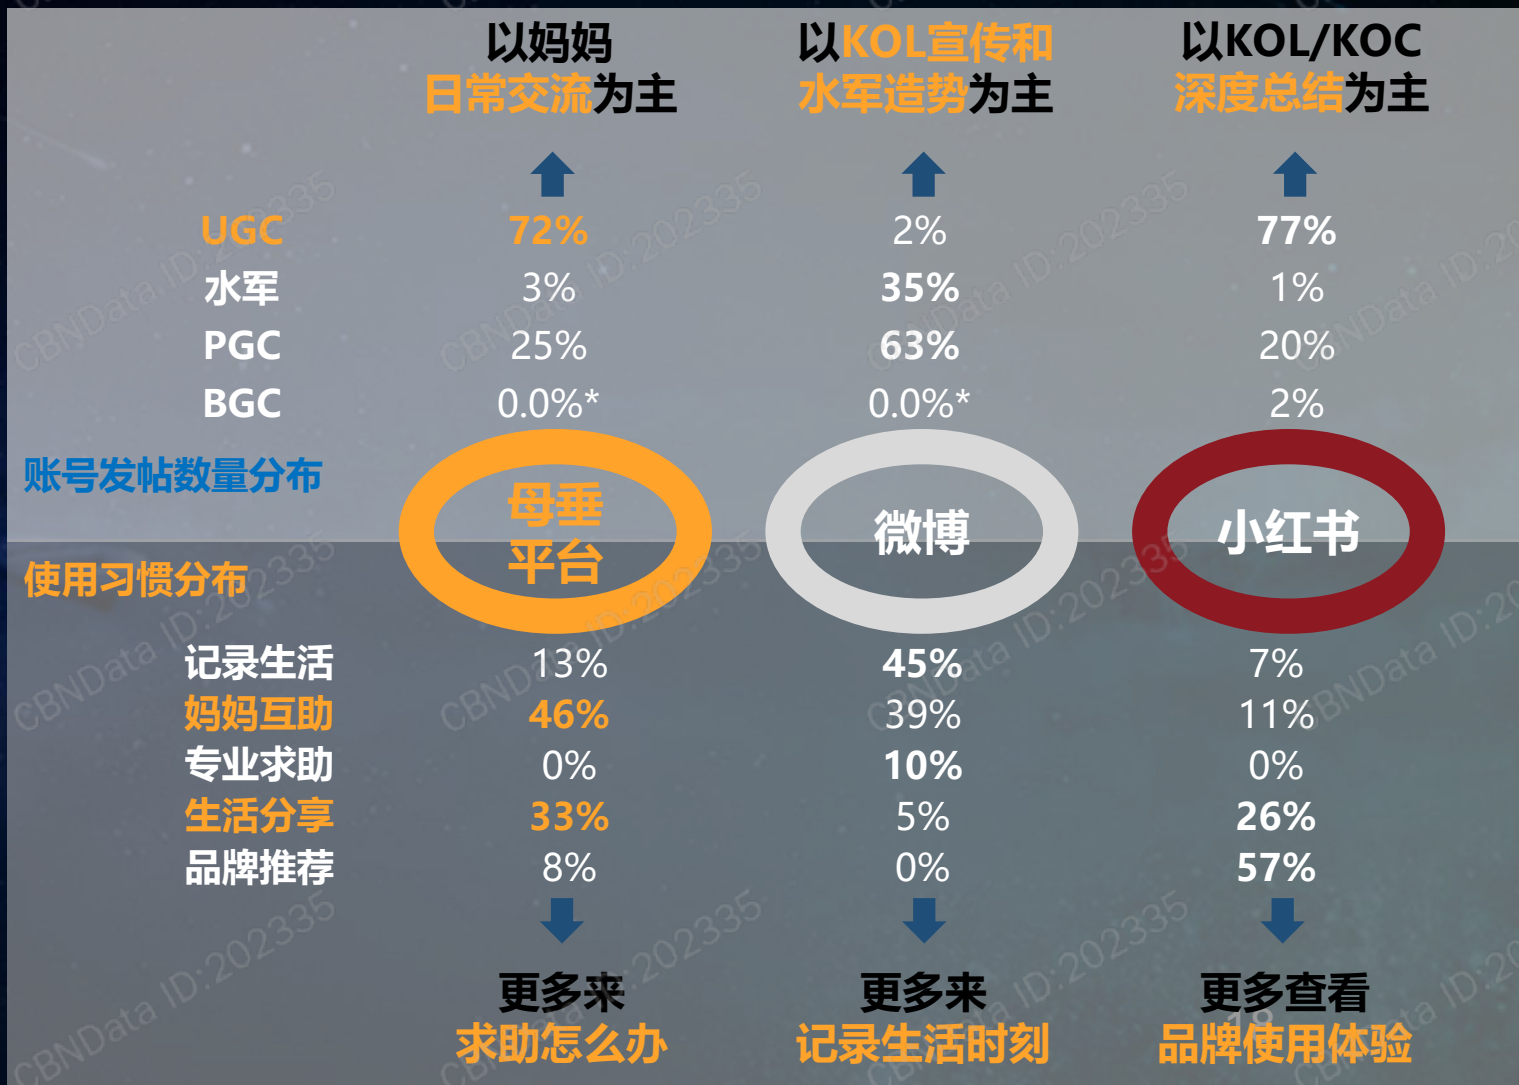 以妈妈 以KOL宣传和 以KOL/KOC
日常交流为主 水军造势为主 深度总结为主
UGC 72% 2% 77%
水军 3% 35% 1%
PGC 25% 63% 20%
BGC 0.0%* 0.0%* 2%
账号发帖数量分布
母垂
平台
微博
小红书
使用习惯分布
记录生活 13% 45% 7%
妈妈互助 46% 39% 11%
专业求助 0% 10% 0%
生活分享 33% 5% 26%
品牌推荐 8% 0% 57%
更多来 更多来 更多查看
求助怎么办 记录生活时刻 品牌使用体验
18
CBNData ID:202335